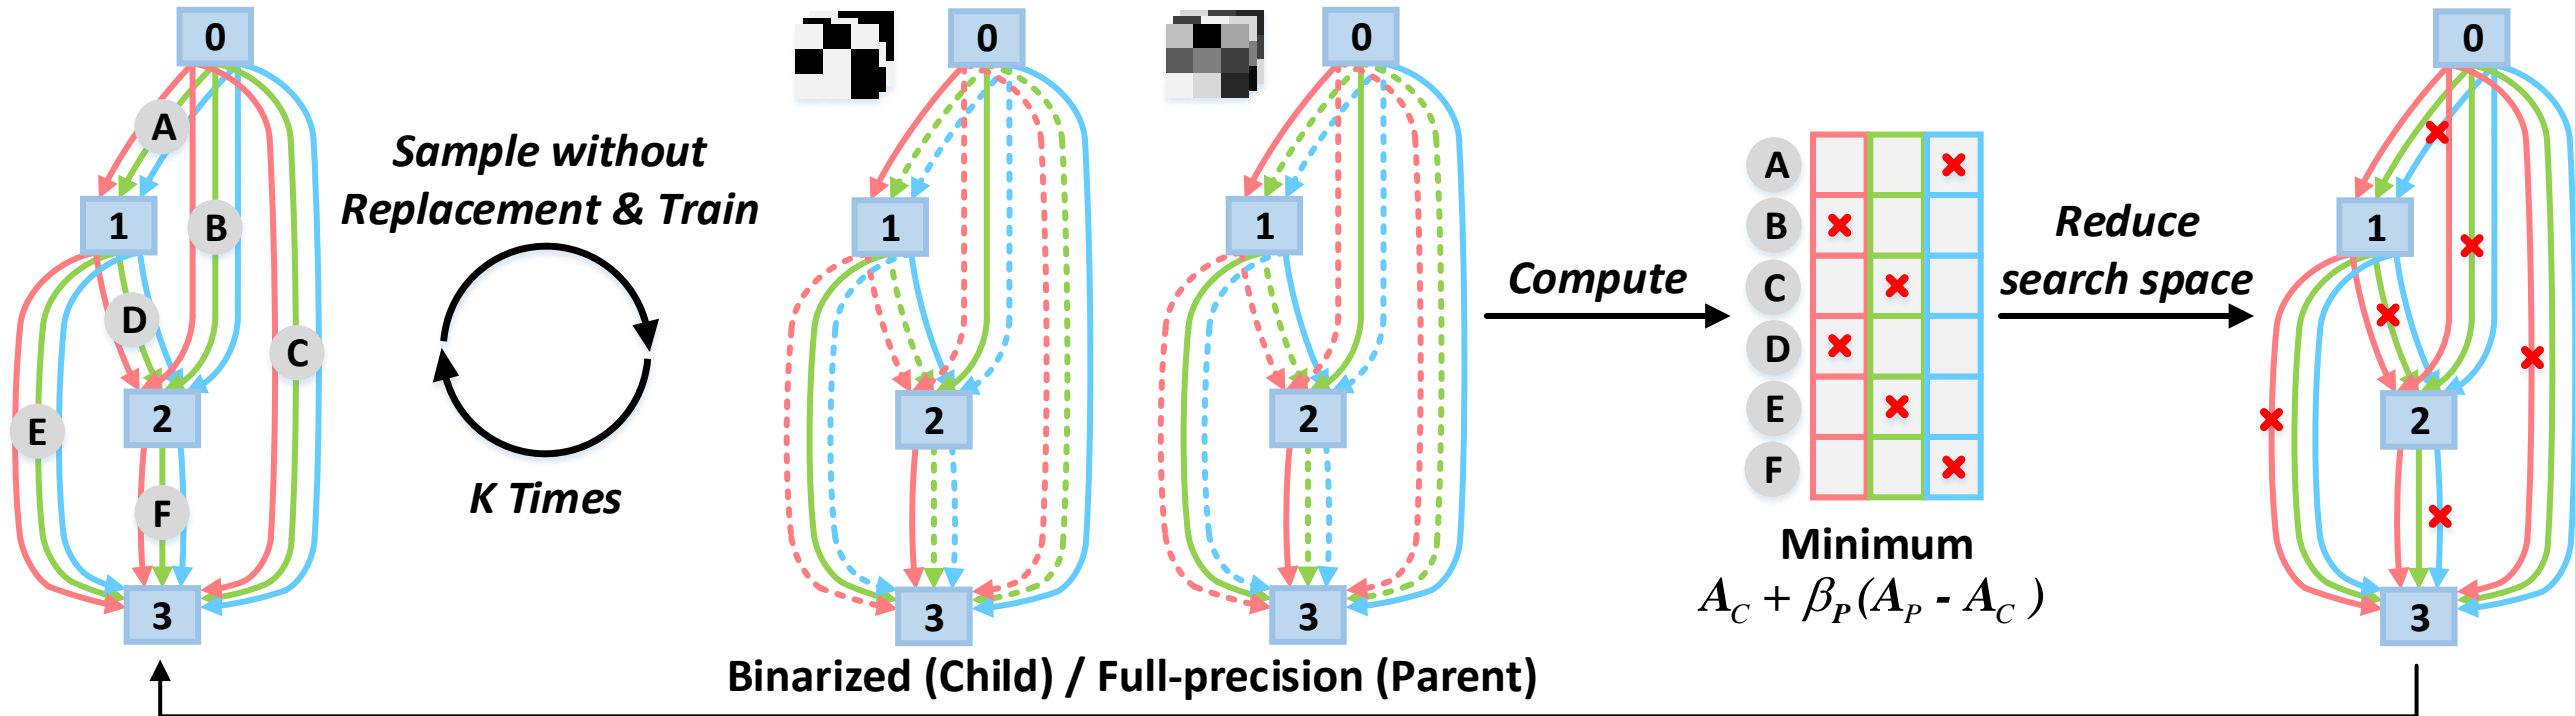 0
A
1
B
D
C
2
E
F
3
Sample without
Replacement & Train
K Times
0
1
2
3
0
1
2
3
Binarized (Child) / Full-precision (Parent)
Compute
A
B
C
D
E
F
Minimum
A_C + β_P(A_P - A_C )
Reduce
search space
0
1
2
3